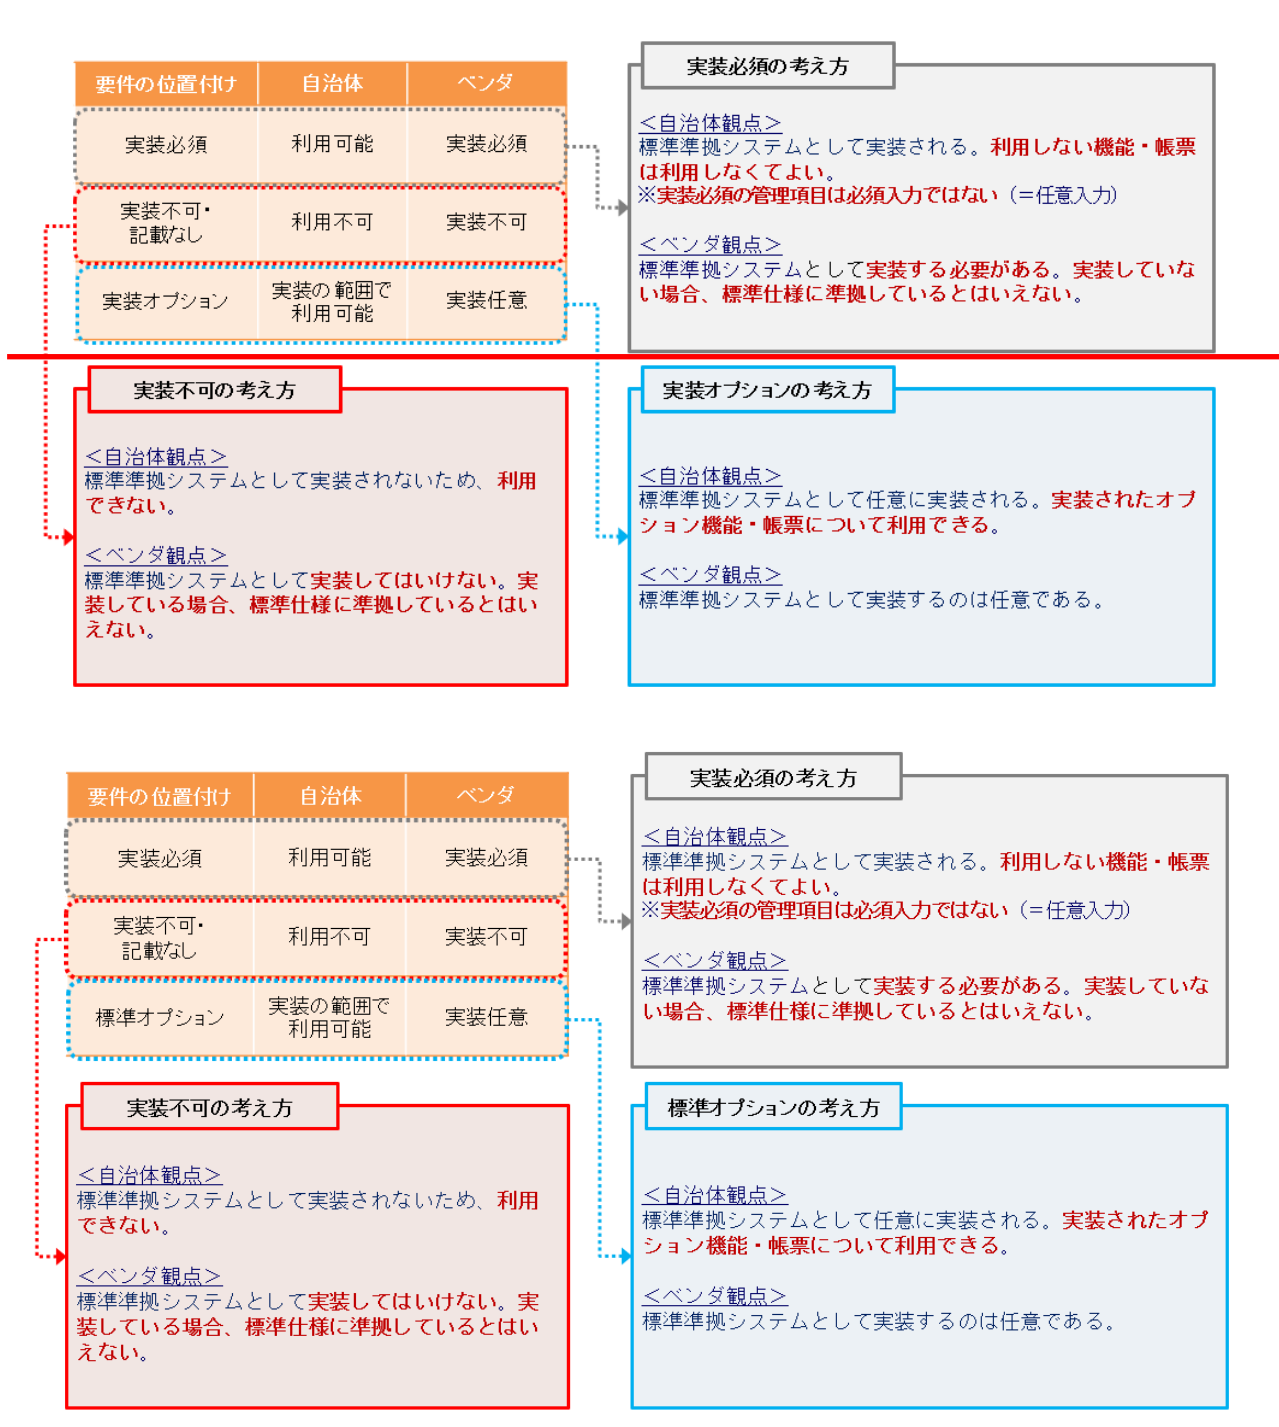 要件の位置付け 自治体 ベンダ
実装必須 利用可能 実装必須
実装不可・
記載なし
利用不可 実装不可
実装オプション
実装の範囲で
利用可能
実装任意
実装必須の考え方
＜自治体観点＞
標準準拠システムとして実装される。利用しない機能・帳票
は利用しなくてよい。
※実装必須の管理項目は必須入力ではない（＝任意入力）
＜ベンダ観点＞
標準準拠システムとして実装する必要がある。実装していな
い場合、標準仕様に準拠しているとはいえない。
実装不可の考え方
＜自治体観点＞
標準準拠システムとして実装されないため、利用
できない。
＜ベンダ観点＞
標準準拠システムとして実装してはいけない。実
装している場合、標準仕様に準拠しているとはい
えない。
実装オプションの考え方
＜自治体観点＞
標準準拠システムとして任意に実装される。実装されたオプ
ション機能・帳票について利用できる。
＜ベンダ観点＞
標準準拠システムとして実装するのは任意である。
要件の位置付け 自治体 ベンダ
実装必須 利用可能 実装必須
実装不可・
記載なし
利用不可 実装不可
標準オプション
実装の範囲で
利用可能
実装任意
実装必須の考え方
＜自治体観点＞
標準準拠システムとして実装される。利用しない機能・帳票
は利用しなくてよい。
※実装必須の管理項目は必須入力ではない（＝任意入力）
＜ベンダ観点＞
標準準拠システムとして実装する必要がある。実装していな
い場合、標準仕様に準拠しているとはいえない。
実装不可の考え方
＜自治体観点＞
標準準拠システムとして実装されないため、利用
できない。
＜ベンダ観点＞
標準準拠システムとして実装してはいけない。実
装している場合、標準仕様に準拠しているとはい
えない。
標準オプションの考え方
＜自治体観点＞
標準準拠システムとして任意に実装される。実装されたオプ
ション機能・帳票について利用できる。
＜ベンダ観点＞
標準準拠システムとして実装するのは任意である。